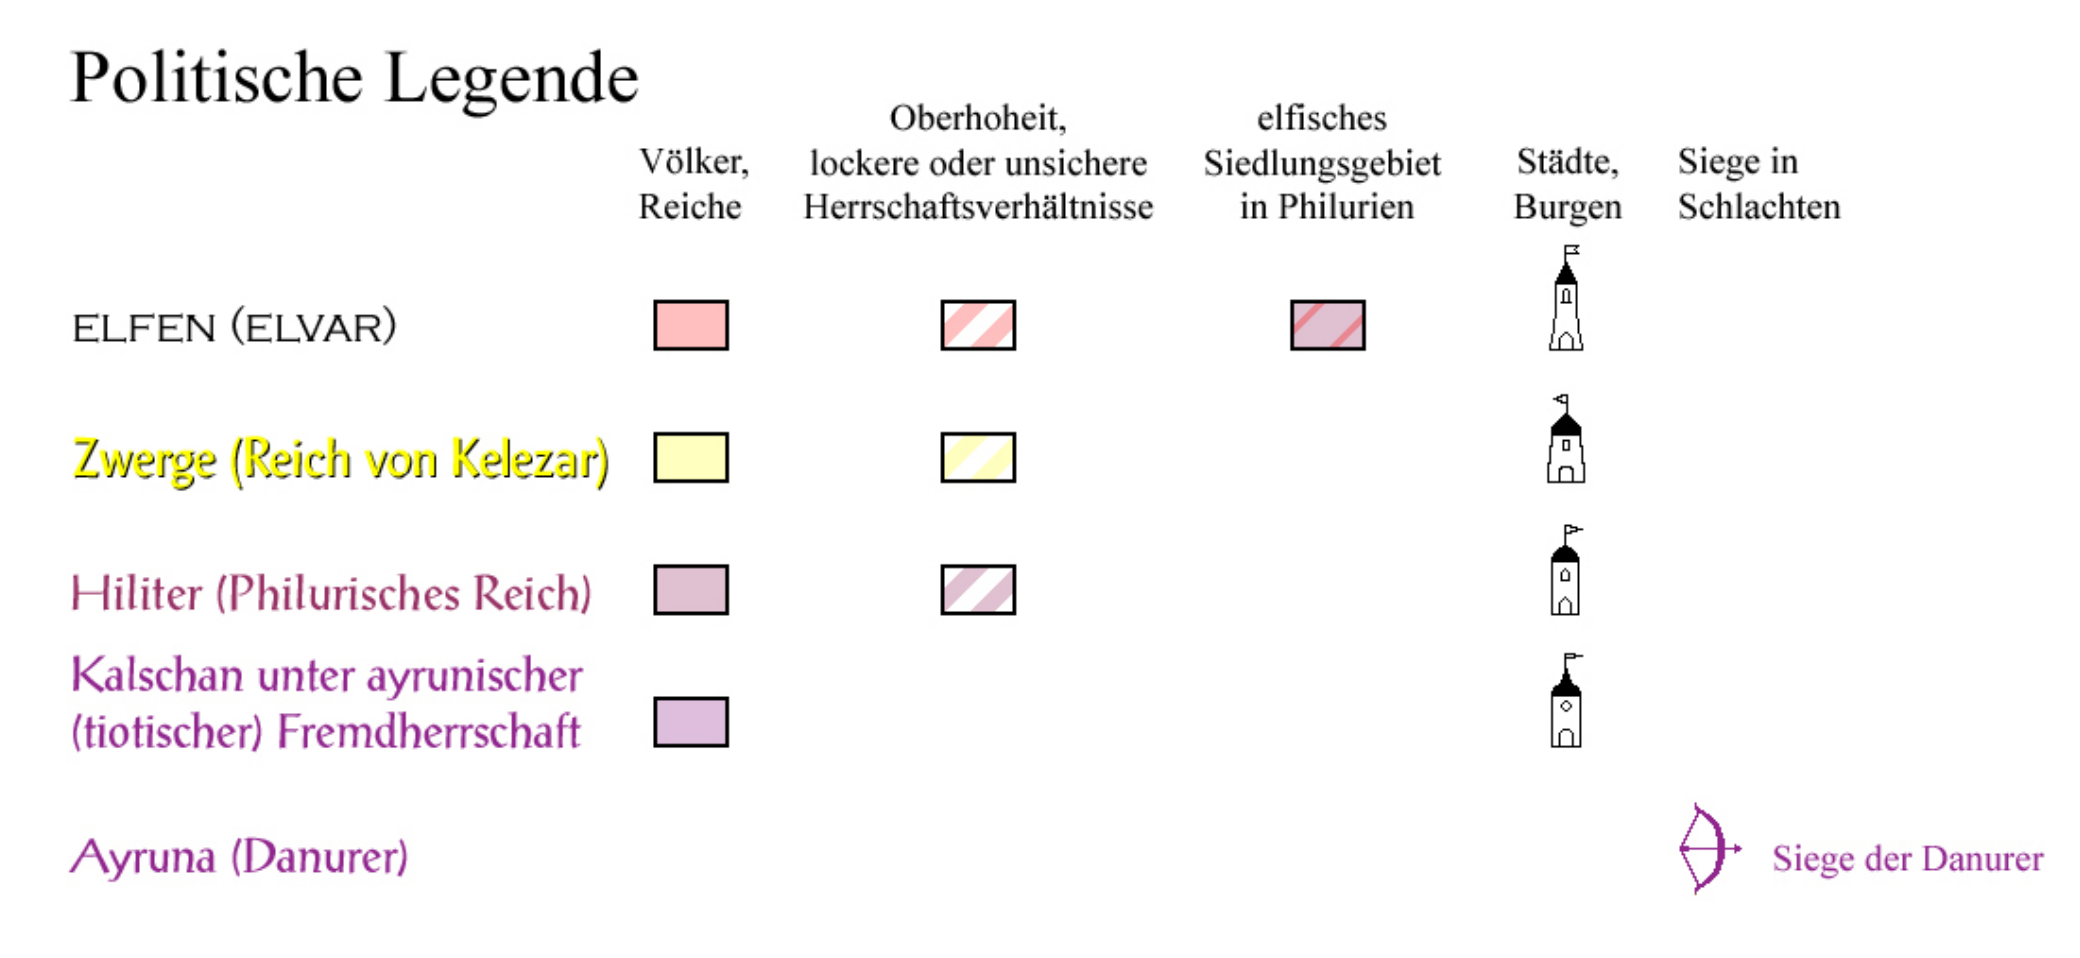 Politische Legende
Völker,
Reiche
Oberhoheit,
lockere oder unsichere
Herrschaftsverhältnisse
elfisches
Siedlungsgebiet
in Philurien
Städte,
Burgen
Siege in
Schlachten
ELFEN (ELVAR)
Zwerge (Reich von Kelezar)
Hiliter (Philurisches Reich)
Kalschan unter ayrunischer
(tiotischer) Fremdherrschaft
Ayruna (Danurer)
Siege der Danurer